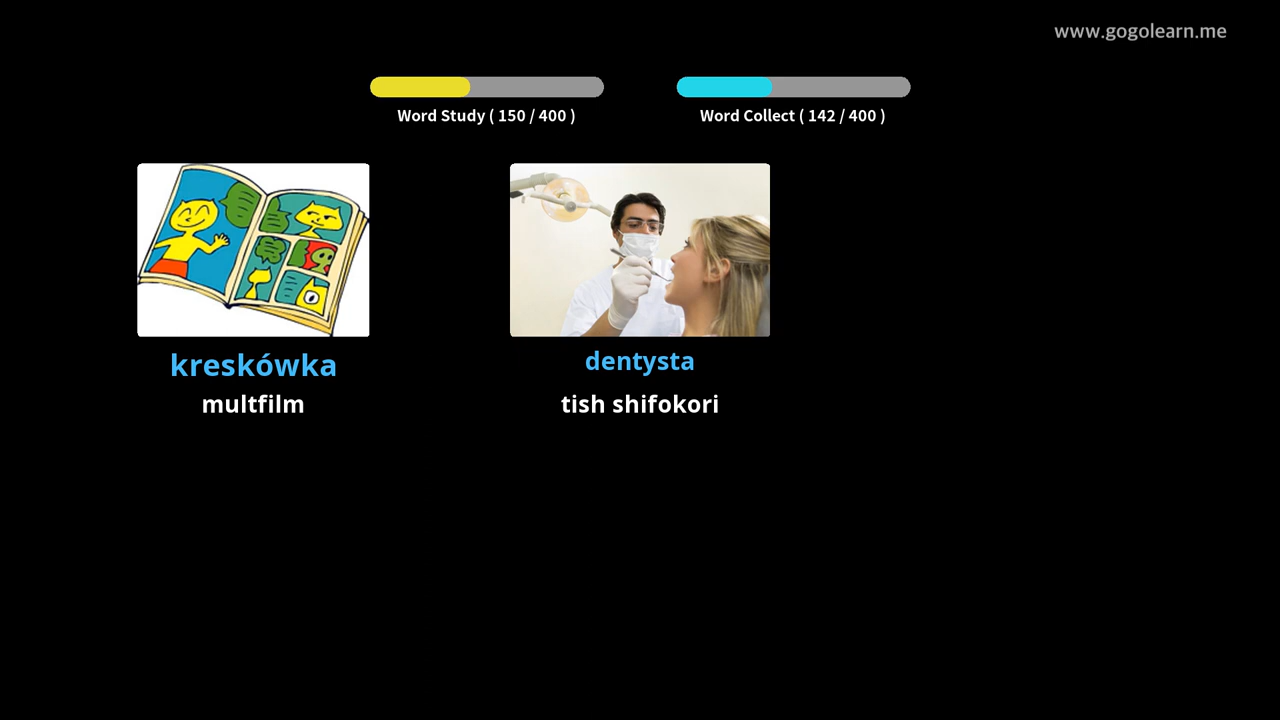 www.gogolearn.me
Word Study ( 150 / 400 )
Word Collect ( 142 / 400 )
kreskówka
dentysta
multfilm
tish shifokori